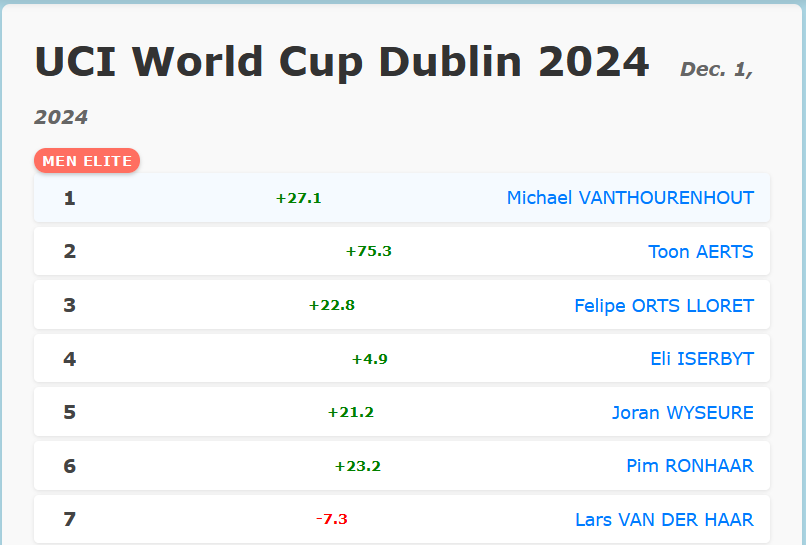 UCI World Cup Dublin 2024 Dec. 1,
2024
MEN ELITE
1 +27.1 Michael VANTHOURENHOUT
2 +75.3 Toon AERTS
3 +22.8 Felipe ORTS LLORET
4 +4.9 Eli ISERBYT
5 +21.2 Joran WYSEURE
6 +23.2 Pim RONHAAR
7 -7.3 Lars VAN DER HAAR